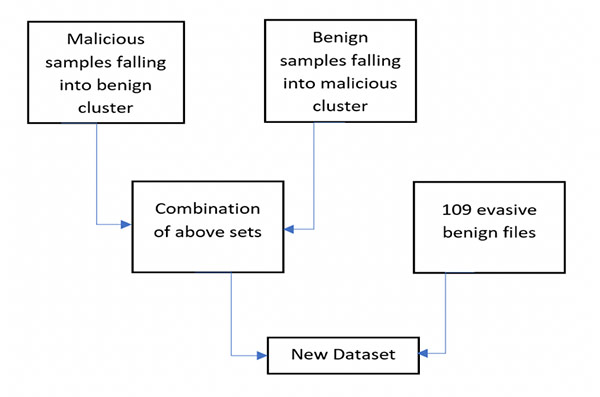 Malicious
samples falling
into benign
cluster
Benign
samples falling
into malicious
cluster
Combination
of above sets
109 evasive
benign files
New Dataset